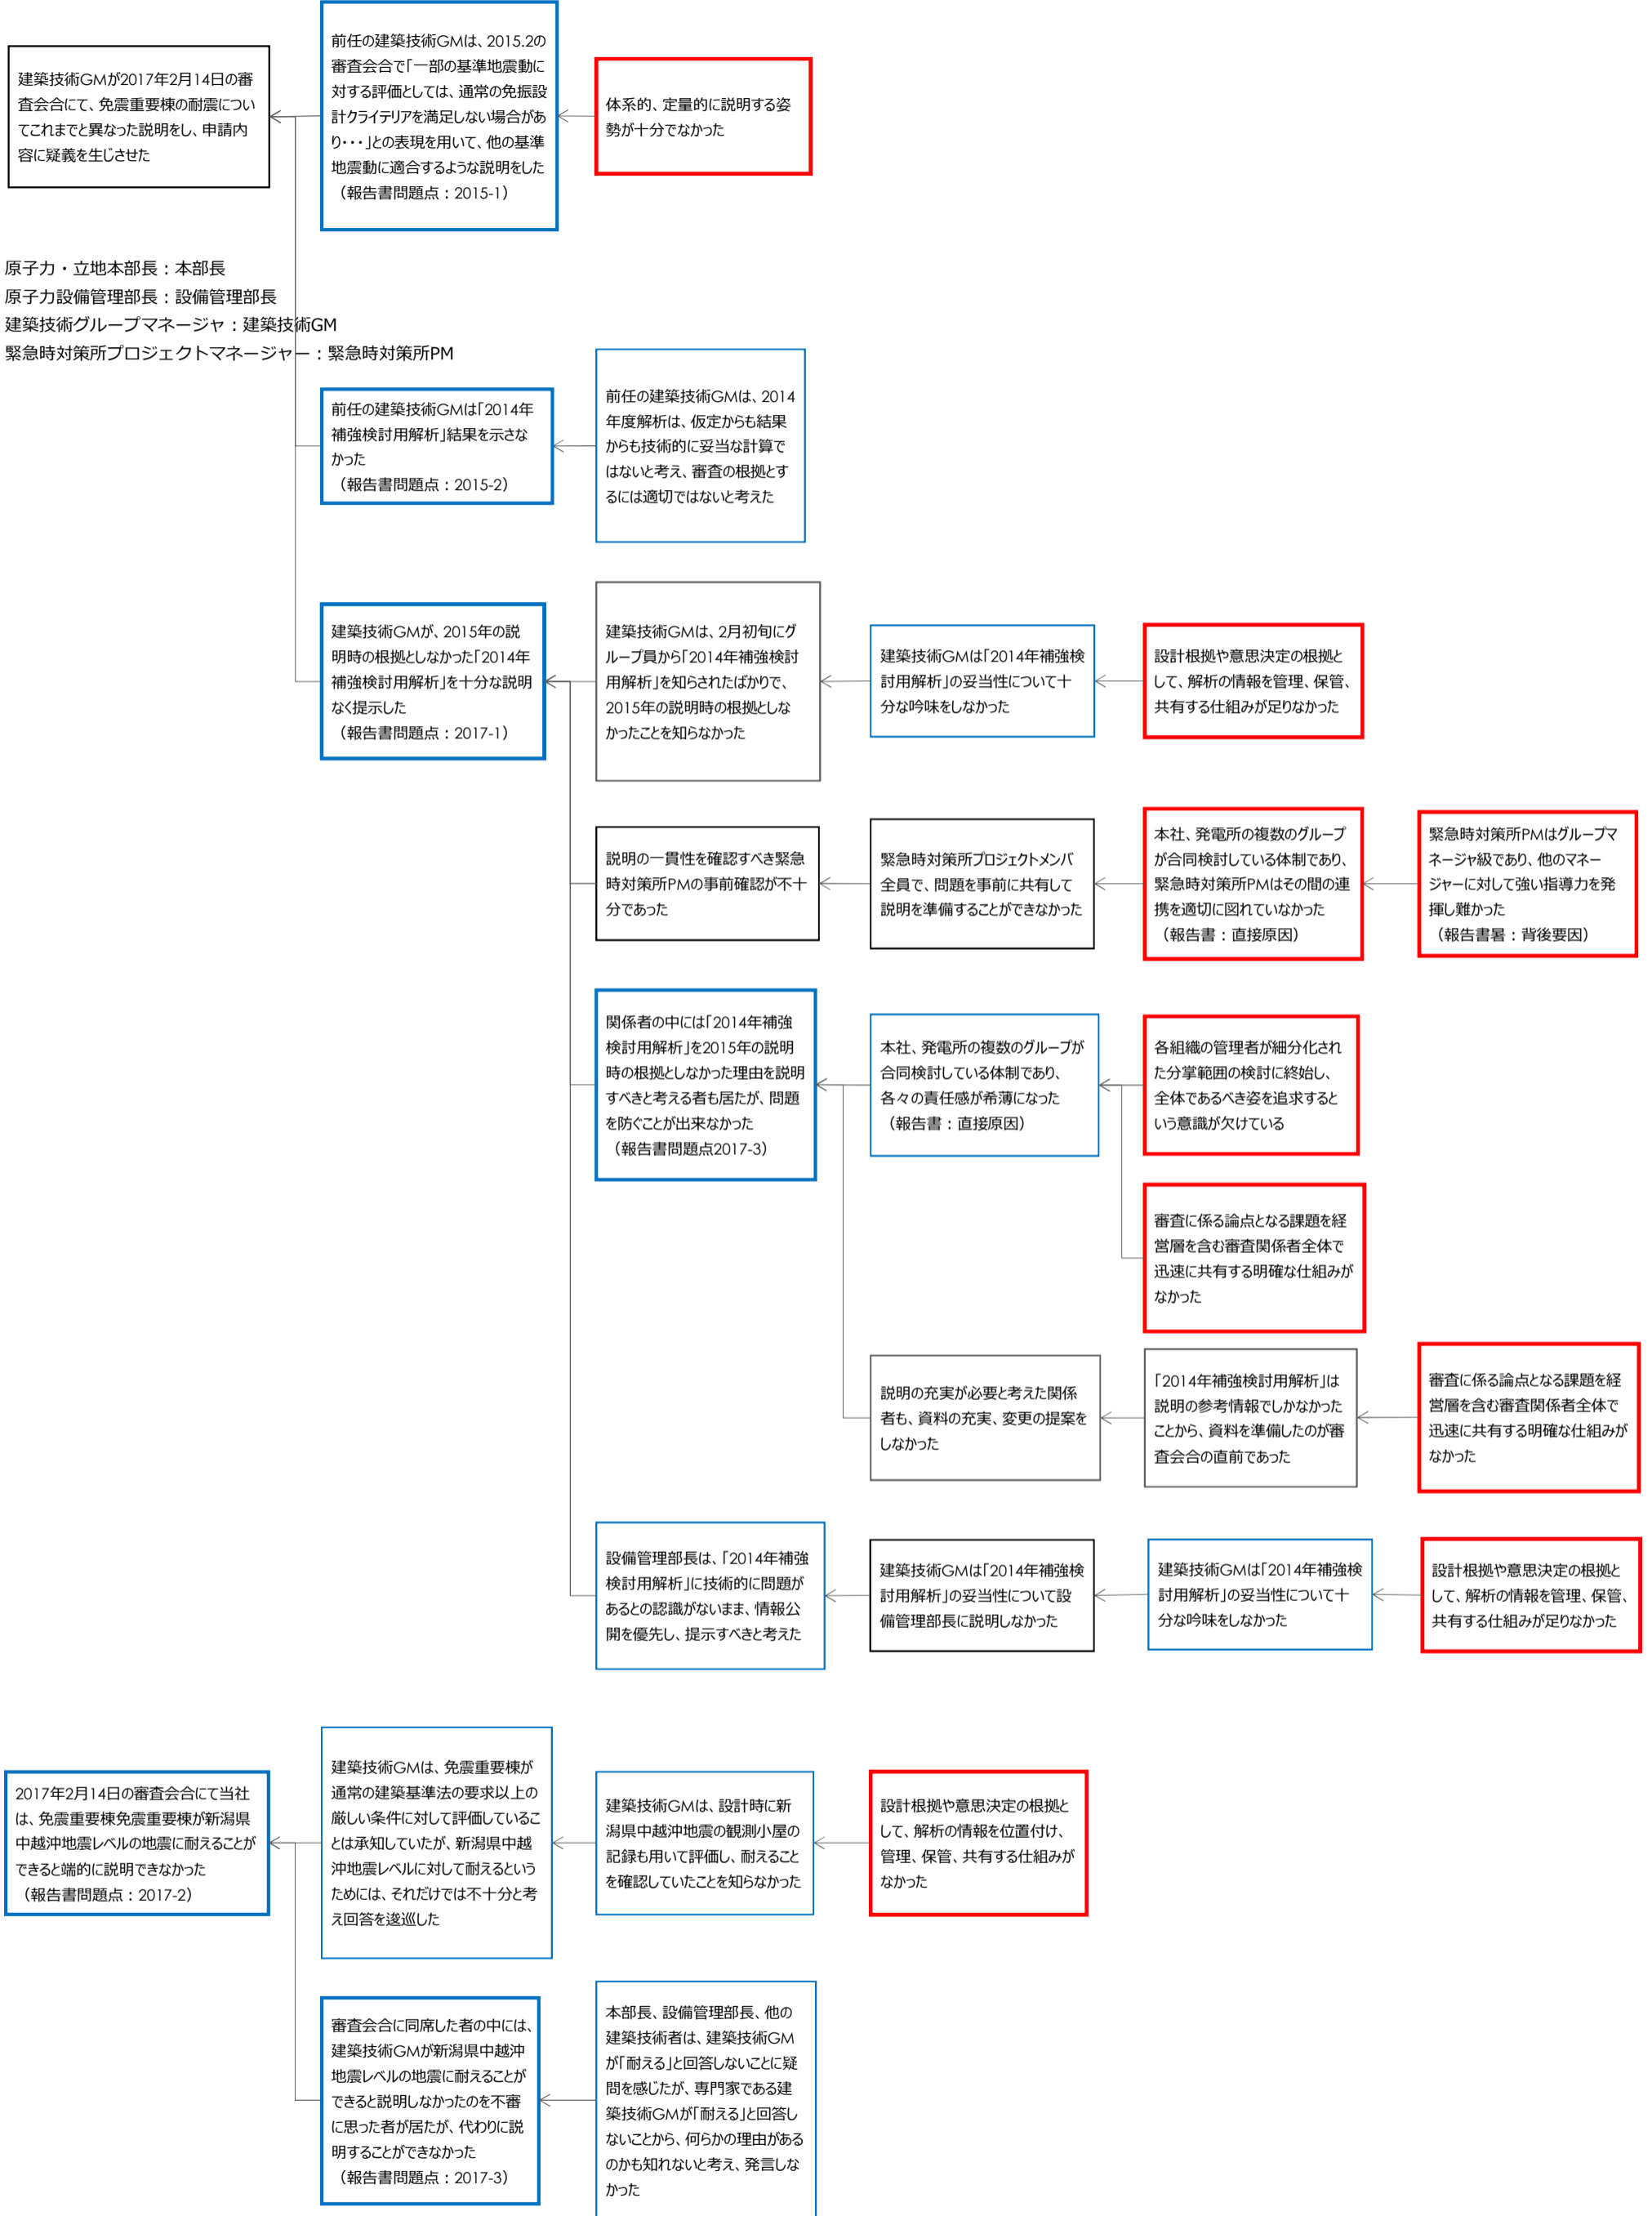 建築技術GMが2017年2月14日の審
査会合にて、免震重要棟の耐震につい
てこれまでと異なった説明をし、申請内
容に疑義を生じさせた
前任の建築技術GMは、2015.2の
審査会合で「一部の基準地震動に
対する評価としては、通常の免振設
計クライテリアを満足しない場合があ
り・・・」との表現を用いて、他の基準
地震動に適合するような説明をした
（報告書問題点：2015-1）
体系的、定量的に説明する姿
勢が十分でなかった
原子力・立地本部長：本部長
原子力設備管理部長：設備管理部長
建築技術グループマネージャ：建築技術GM
緊急時対策所プロジェクトマネージャー：緊急時対策所PM
前任の建築技術GMは「2014年
補強検討用解析」結果を示さな
かった
（報告書問題点：2015-2）
前任の建築技術GMは、2014
年度解析は、仮定からも結果
からも技術的に妥当な計算で
はないと考え、審査の根拠とす
るには適切ではないと考えた
建築技術GMが、2015年の説
明時の根拠としなかった「2014年
補強検討用解析」を十分な説明
なく提示した
（報告書問題点：2017-1）
建築技術GMは、2月初旬にグ
ループ員から「2014年補強検討
用解析」を知らされたばかりで、
2015年の説明時の根拠としな
かったことを知らなかった
建築技術GMは「2014年補強検
討用解析」の妥当性について十
分な吟味をしなかった
設計根拠や意思決定の根拠と
して、解析の情報を管理、保管、
共有する仕組みが足りなかった
説明の一貫性を確認すべき緊急
時対策所PMの事前確認が不十
分であった
緊急時対策所プロジェクトメンバ
全員で、問題を事前に共有して
説明を準備することができなかった
本社、発電所の複数のグループ
が合同検討している体制であり、
緊急時対策所PMはその間の連
携を適切に図れていなかった
（報告書：直接原因）
緊急時対策所PMはグループマ
ネージャ級であり、他のマネー
ジャーに対して強い指導力を発
揮し難かった
（報告書暑：背後要因）
関係者の中には「2014年補強
検討用解析」を2015年の説明
時の根拠としなかった理由を説明
すべきと考える者も居たが、問題
を防ぐことが出来なかった
（報告書問題点2017-3）
本社、発電所の複数のグループが
合同検討している体制であり、
各々の責任感が希薄になった
（報告書：直接原因）
各組織の管理者が細分化され
た分掌範囲の検討に終始し、
全体であるべき姿を追求すると
いう意識が欠けている
審査に係る論点となる課題を経
営層を含む審査関係者全体で
迅速に共有する明確な仕組みが
なかった
説明の充実が必要と考えた関係
者も、資料の充実、変更の提案を
しなかった
「2014年補強検討用解析」は
説明の参考情報でしかなかった
ことから、資料を準備したのが審
査会合の直前であった
審査に係る論点となる課題を経
営層を含む審査関係者全体で
迅速に共有する明確な仕組みが
なかった
設備管理部長は、「2014年補強
検討用解析」に技術的に問題が
あるとの認識がないまま、情報公
開を優先し、提示すべきと考えた
建築技術GMは「2014年補強検
討用解析」の妥当性について設
備管理部長に説明しなかった
建築技術GMは「2014年補強検
討用解析」の妥当性について十
分な吟味をしなかった
設計根拠や意思決定の根拠と
して、解析の情報を管理、保管、
共有する仕組みが足りなかった
2017年2月14日の審査会合にて当社
は、免震重要棟免震重要棟が新潟県
中越沖地震レベルの地震に耐えることが
できると端的に説明できなかった
（報告書問題点：2017-2）
建築技術GMは、免震重要棟が
通常の建築基準法の要求以上の
厳しい条件に対して評価しているこ
とは承知していたが、新潟県中越
沖地震レベルに対して耐えるという
ためには、それだけでは不十分と考
え回答を逡巡した
建築技術GMは、設計時に新
潟県中越沖地震の観測小屋の
記録も用いて評価し、耐えること
を確認していたことを知らなかった
設計根拠や意思決定の根拠と
して、解析の情報を位置付け、
管理、保管、共有する仕組みが
なかった
審査会合に同席した者の中には、
建築技術GMが新潟県中越沖
地震レベルの地震に耐えることが
できると説明しなかったのを不審
に思った者が居たが、代わりに説
明することができなかった
（報告書問題点：2017-3）
本部長、設備管理部長、他の
建築技術者は、建築技術GM
が「耐える」と回答しないことに疑
問を感じたが、専門家である建
築技術GMが「耐える」と回答し
ないことから、何らかの理由がある
のかも知れないと考え、発言しな
かった